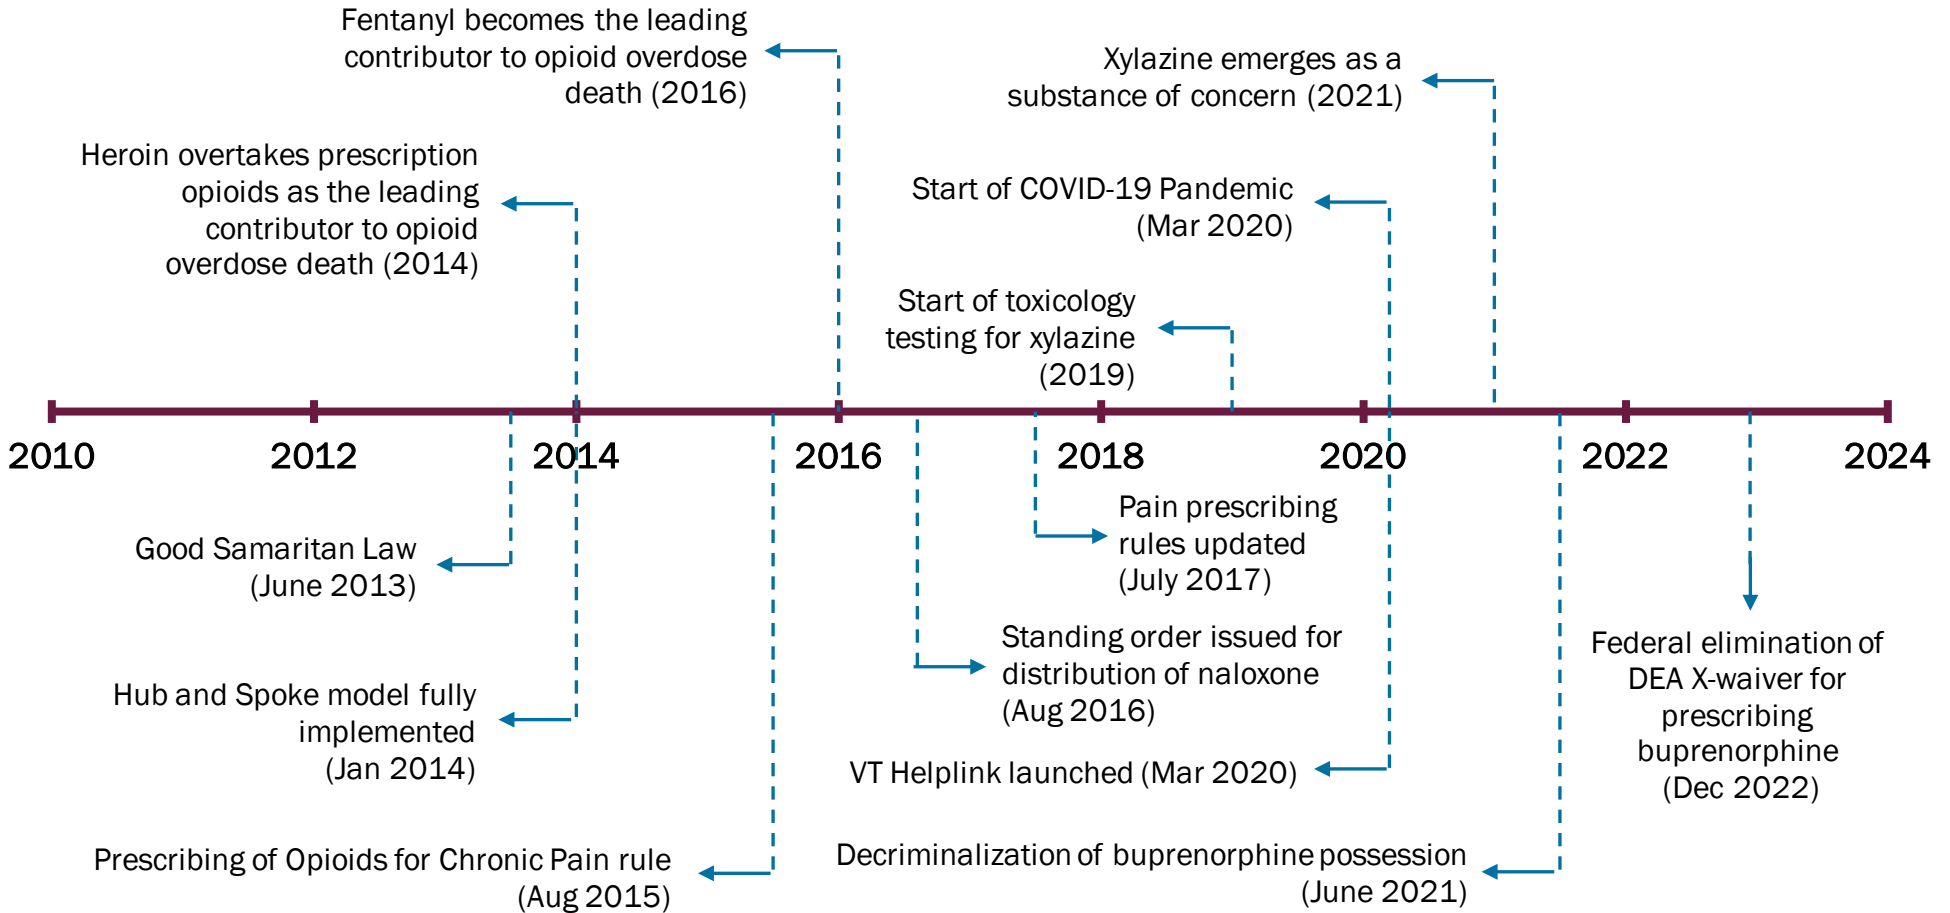 Fentanyl becomes the leading
contributor to opioid overdose
death (2016)
Xylazine emerges as a
substance of concern (2021)
Heroin overtakes prescription
opioids as the leading
contributor to opioid
overdose death (2014)
Start of COVID-19 Pandemic
(Mar 2020)
Start of toxicology
testing for xylazine
(2019)
2010
2012
2014
2016
2018
2020
2022
2024
Good Samaritan Law
(June 2013)
Pain prescribing
rules updated
(July 2017)
Standing order issued for
distribution of naloxone
(Aug 2016)
Federal elimination of
DEA X-waiver for
prescribing
buprenorphine
(Dec 2022)
Hub and Spoke model fully
implemented
(Jan 2014)
VT Helplink launched (Mar 2020)
Prescribing of Opioids for Chronic Pain rule
(Aug 2015)
Decriminalization of buprenorphine possession
(June 2021)